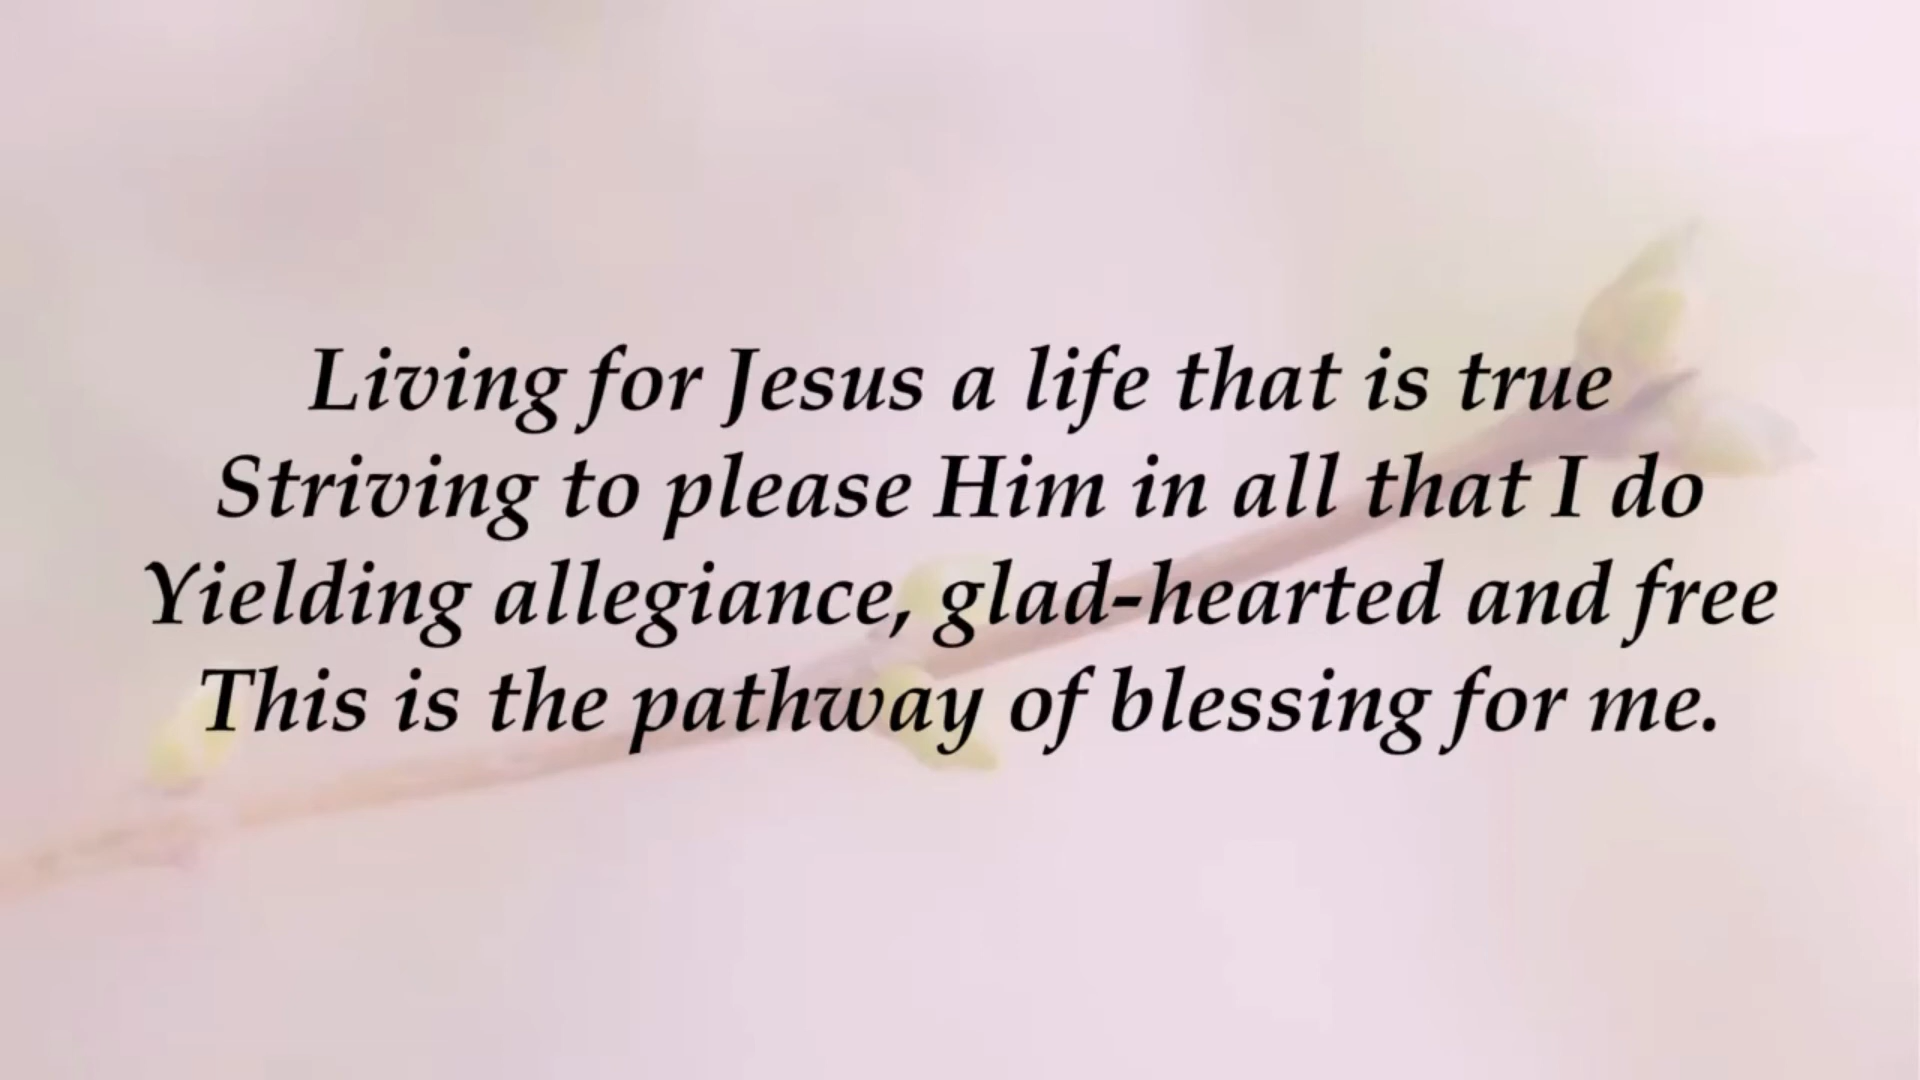 Living for Jesus a life that is true
Striving to please Him in all that I do
Yielding allegiance, glad-hearted and free
This is the pathway of blessing for me.